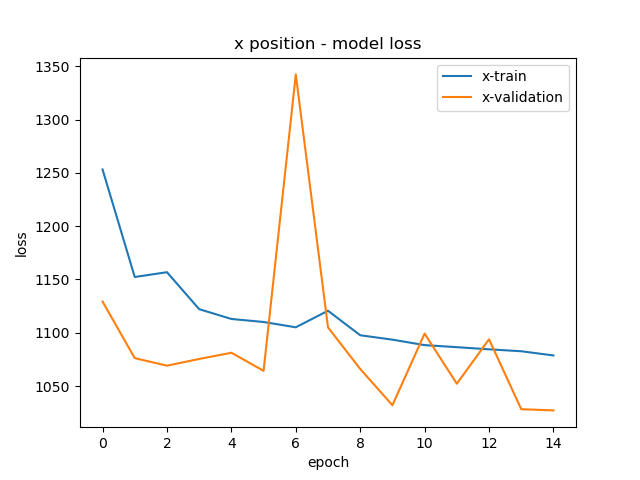 x position - model loss
1350
1300
1250
1200
1150
1100
1050
loss
x-train
x-validation
0 2 4 6 8 10 12 14
epoch